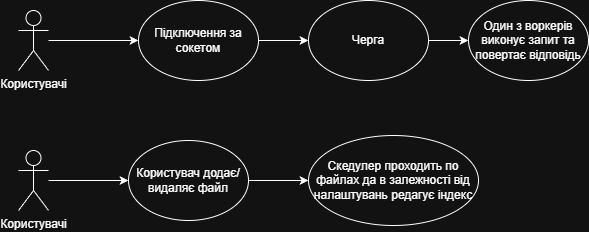 Підключення за
сокетом
Черга
Один з воркерів
виконує запит та
повертає відповідь
Користувачі
Користувач додає/
видаляє файл
Скедулер проходить по
файлах да в залежності від
налаштувань редагує індекс
Користувачі